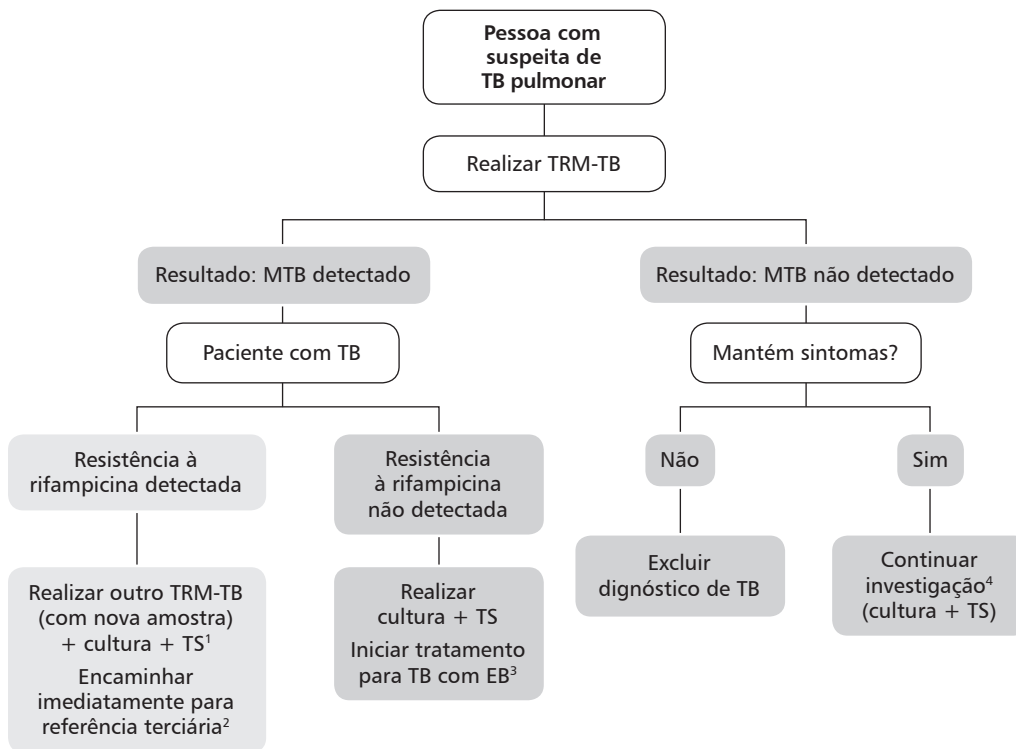 Pessoa com
suspeita de
TB pulmonar
Realizar TRM-TB
Resultado: MTB detectado
Resultado: MTB não detectado
Paciente com TB
Mantém sintomas?
Resistência à
rifampicina detectada
Resistência
à rifampicina
não detectada
Não
Sim
Realizar outro TRM-TB
(com nova amostra)
+ cultura + TS¹
Encaminhar
imediatamente para
referência terciária²
Realizar
cultura + TS
Iniciar tratamento
para TB com EB³
Excluir
dignóstico de TB
Continuar
investigação⁴
(cultura + TS)